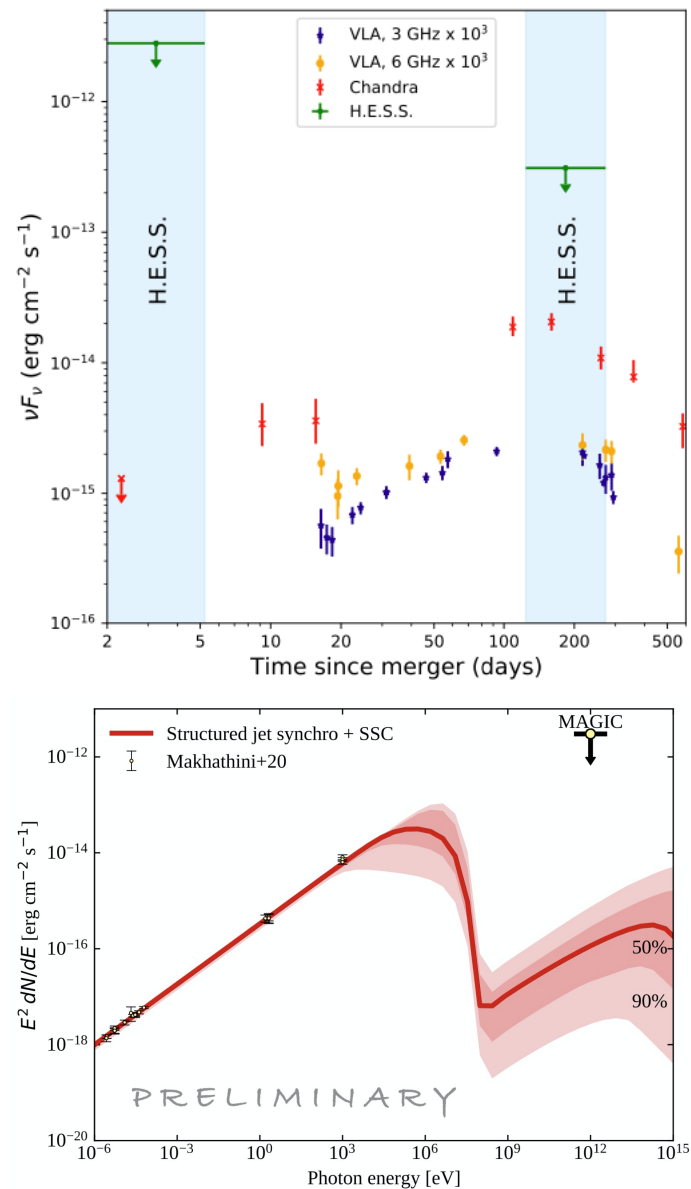 VLA, 3 GHz x 10³
VLA, 6 GHz x 10³
Chandra
H.E.S.S.
10⁻¹²
10⁻¹³
10⁻¹⁴
10⁻¹⁵
10⁻¹⁶
νFν (erg cm⁻² s⁻¹)
H.E.S.S.
H.E.S.S.
2 5 10 20 50 100 200 500
Time since merger (days)
Structured jet synchro + SSC
Makhathini+20
MAGIC
10⁻¹²
10⁻¹⁴
10⁻¹⁶
10⁻¹⁸
10⁻²⁰
E² dN/dE [erg cm⁻² s⁻¹]
50%
90%
PRELIMINARY
10⁻⁶ 10⁻³ 10⁰ 10³ 10⁶ 10⁹ 10¹² 10¹⁵
Photon energy [eV]